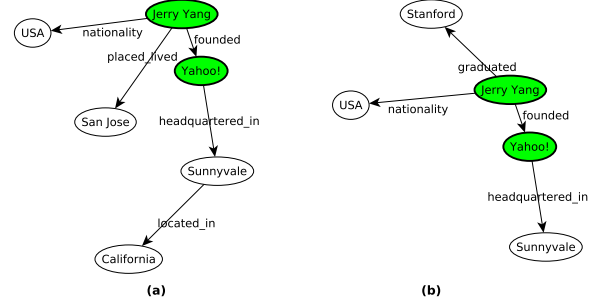 Jerry Yang
USA
nationality
founded
placed_lived
Yahoo!
San Jose
headquartered_in
Sunnyvale
located_in
California
(a)
Stanford
graduated
Jerry Yang
USA
nationality
founded
Yahoo!
headquartered_in
Sunnyvale
(b)